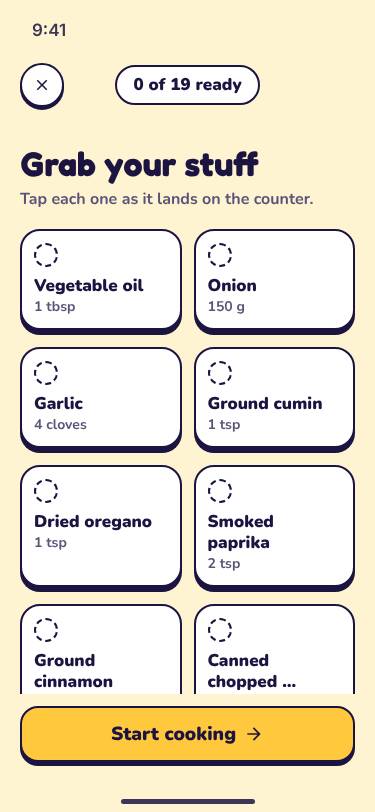 9:41
0 of 19 ready
Grab your stuff
Tap each one as it lands on the counter.
Vegetable oil
1 tbsp
Onion
150 g
Garlic
4 cloves
Ground cumin
1 tsp
Dried oregano
1 tsp
Smoked
paprika
2 tsp
Ground
cinnamon
Canned
chopped ...
Start cooking →